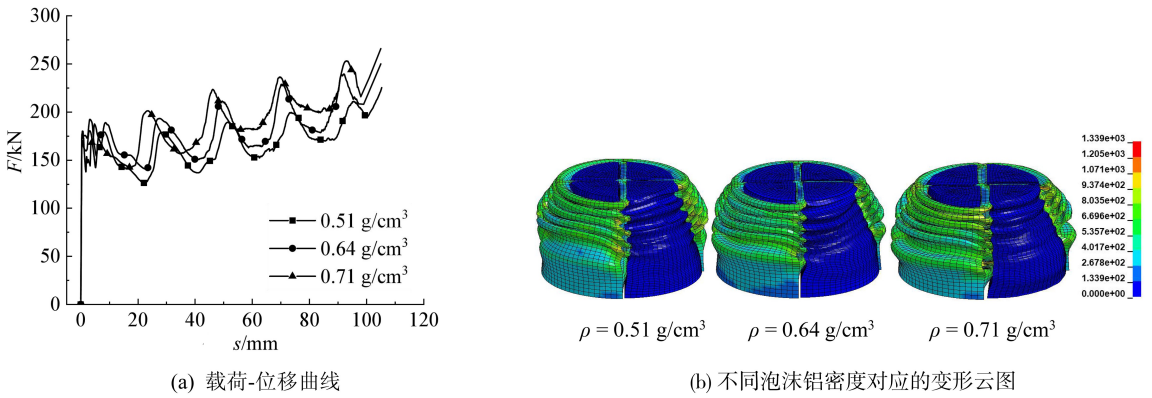 300
250
200
150
100
50
0
F/kN
0.51 g/cm³
0.64 g/cm³
0.71 g/cm³
0 20 40 60 80 100 120
s/mm
(a) 载荷-位移曲线
1.339e+03
1.205e+03
1.071e+03
9.374e+02
8.035e+02
6.696e+02
5.357e+02
4.017e+02
2.678e+02
1.339e+02
0.000e+00
ρ = 0.51 g/cm³ ρ = 0.64 g/cm³ ρ = 0.71 g/cm³
(b) 不同泡沫铝密度对应的变形云图